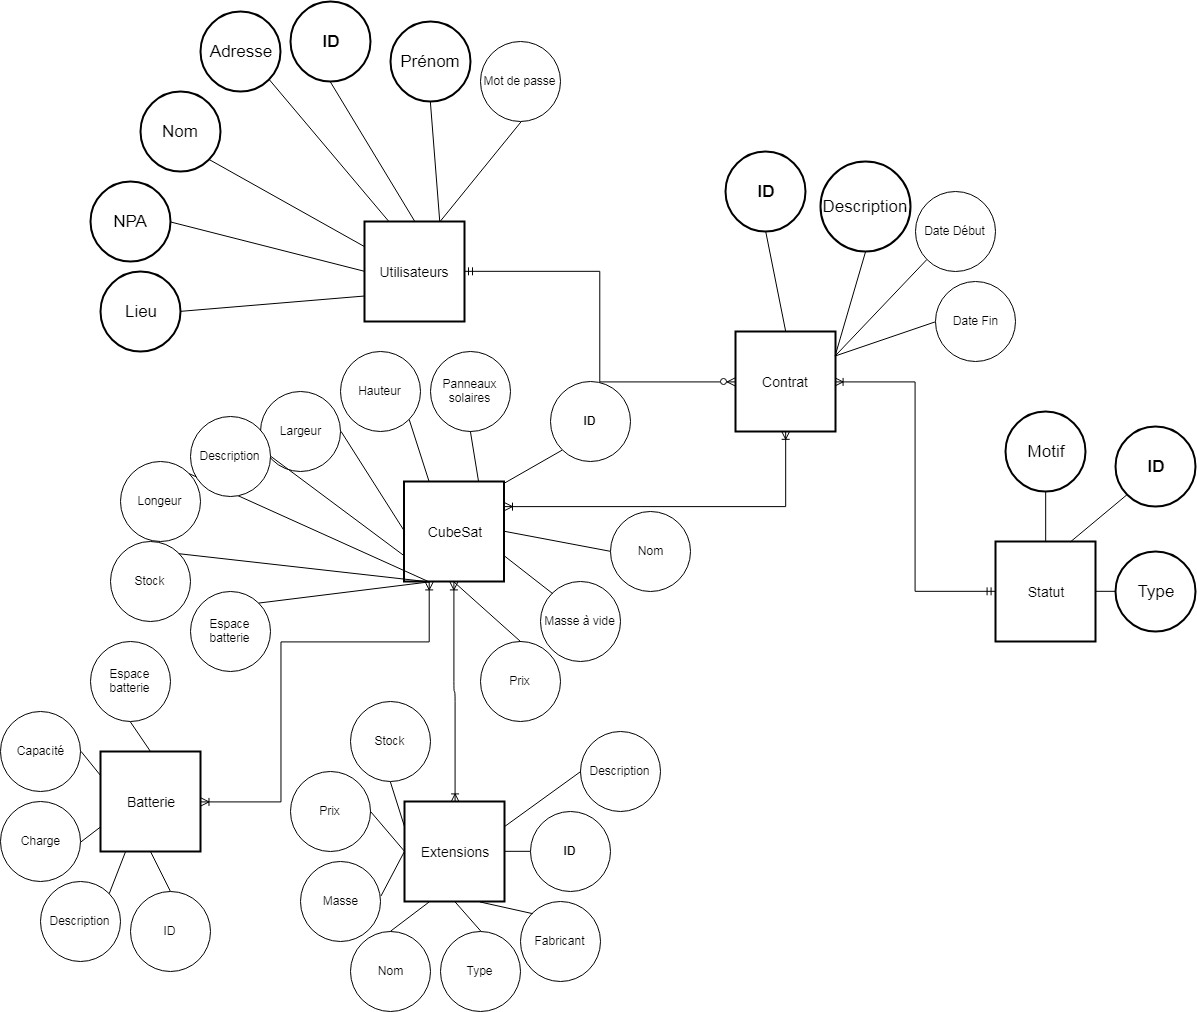 ID
Adresse
Prénom
Mot de passe
Nom
NPA
Lieu
Utilisateurs
ID
Description
Date Début
Date Fin
Contrat
Hauteur
Panneaux
solaires
ID
Largeur
Description
Longeur
Stock
Espace
batterie
CubeSat
Nom
Masse à vide
Prix
Motif
ID
Statut
Type
Espace
batterie
Capacité
Charge
Batterie
Description
ID
Stock
Prix
Masse
Extensions
Description
ID
Fabricant
Nom
Type